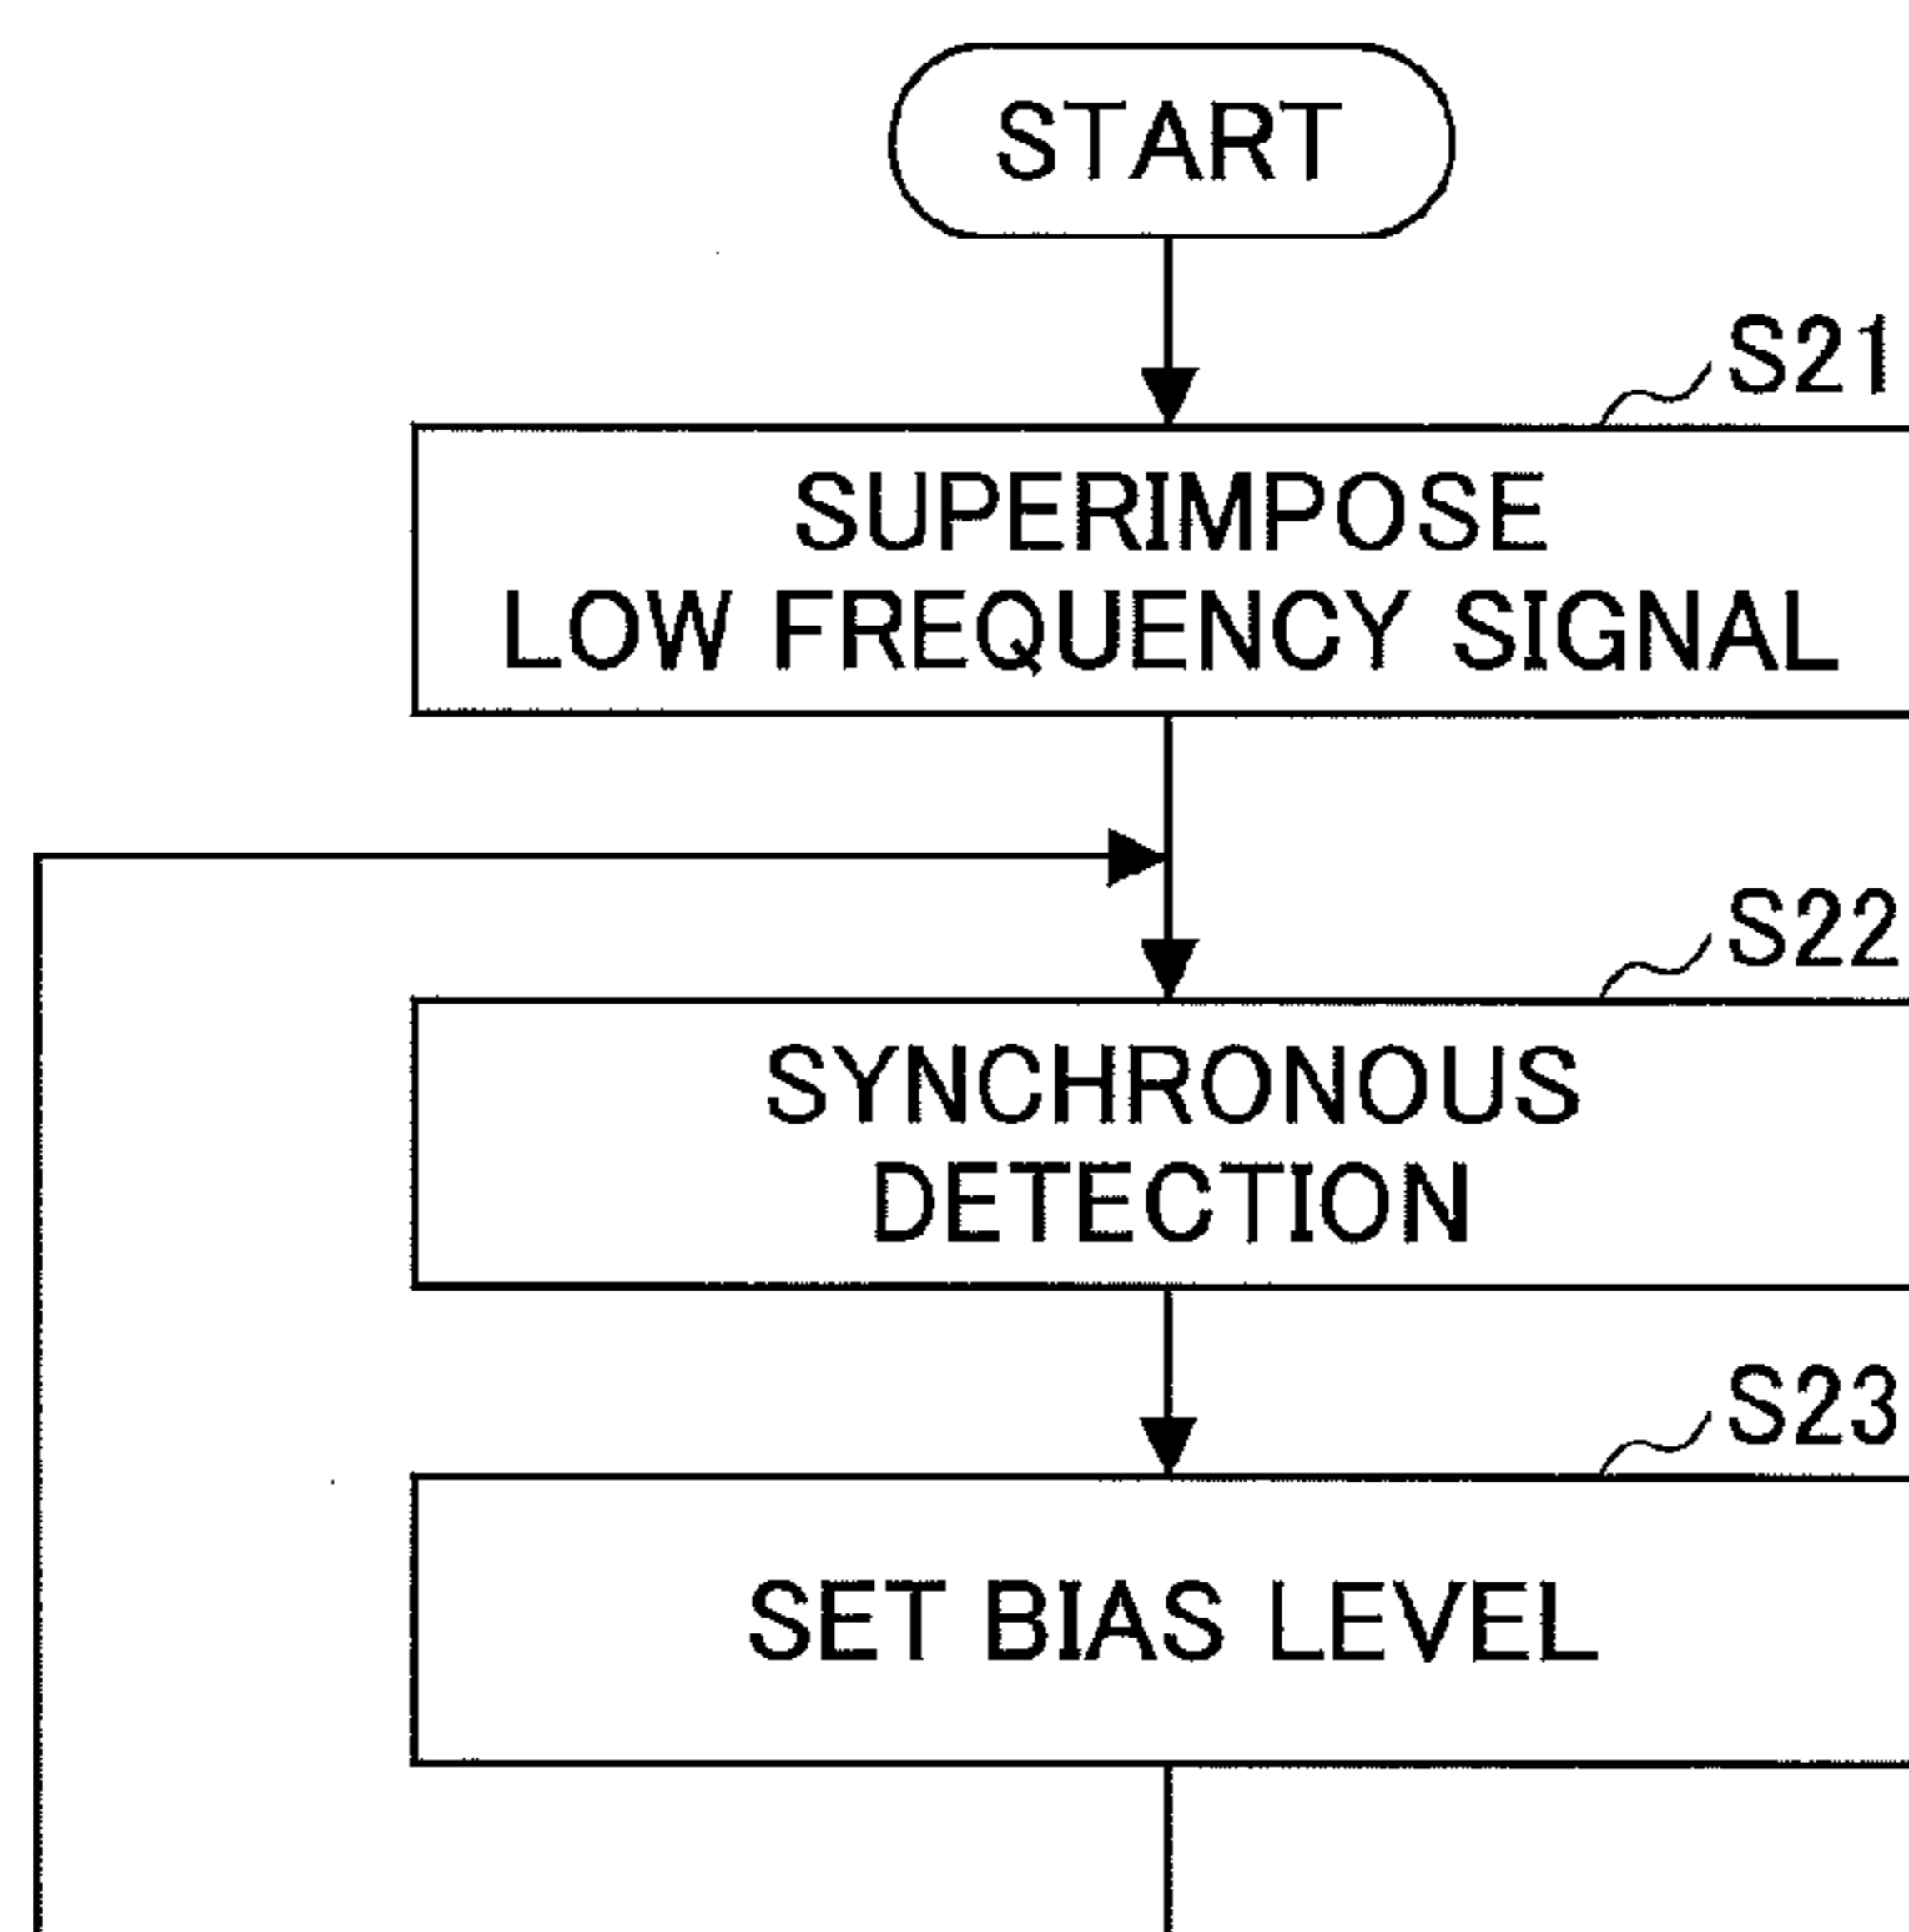 START
S21
SUPERIMPOSE
LOW FREQUENCY SIGNAL
S22
SYNCHRONOUS
DETECTION
S23
SET BIAS LEVEL